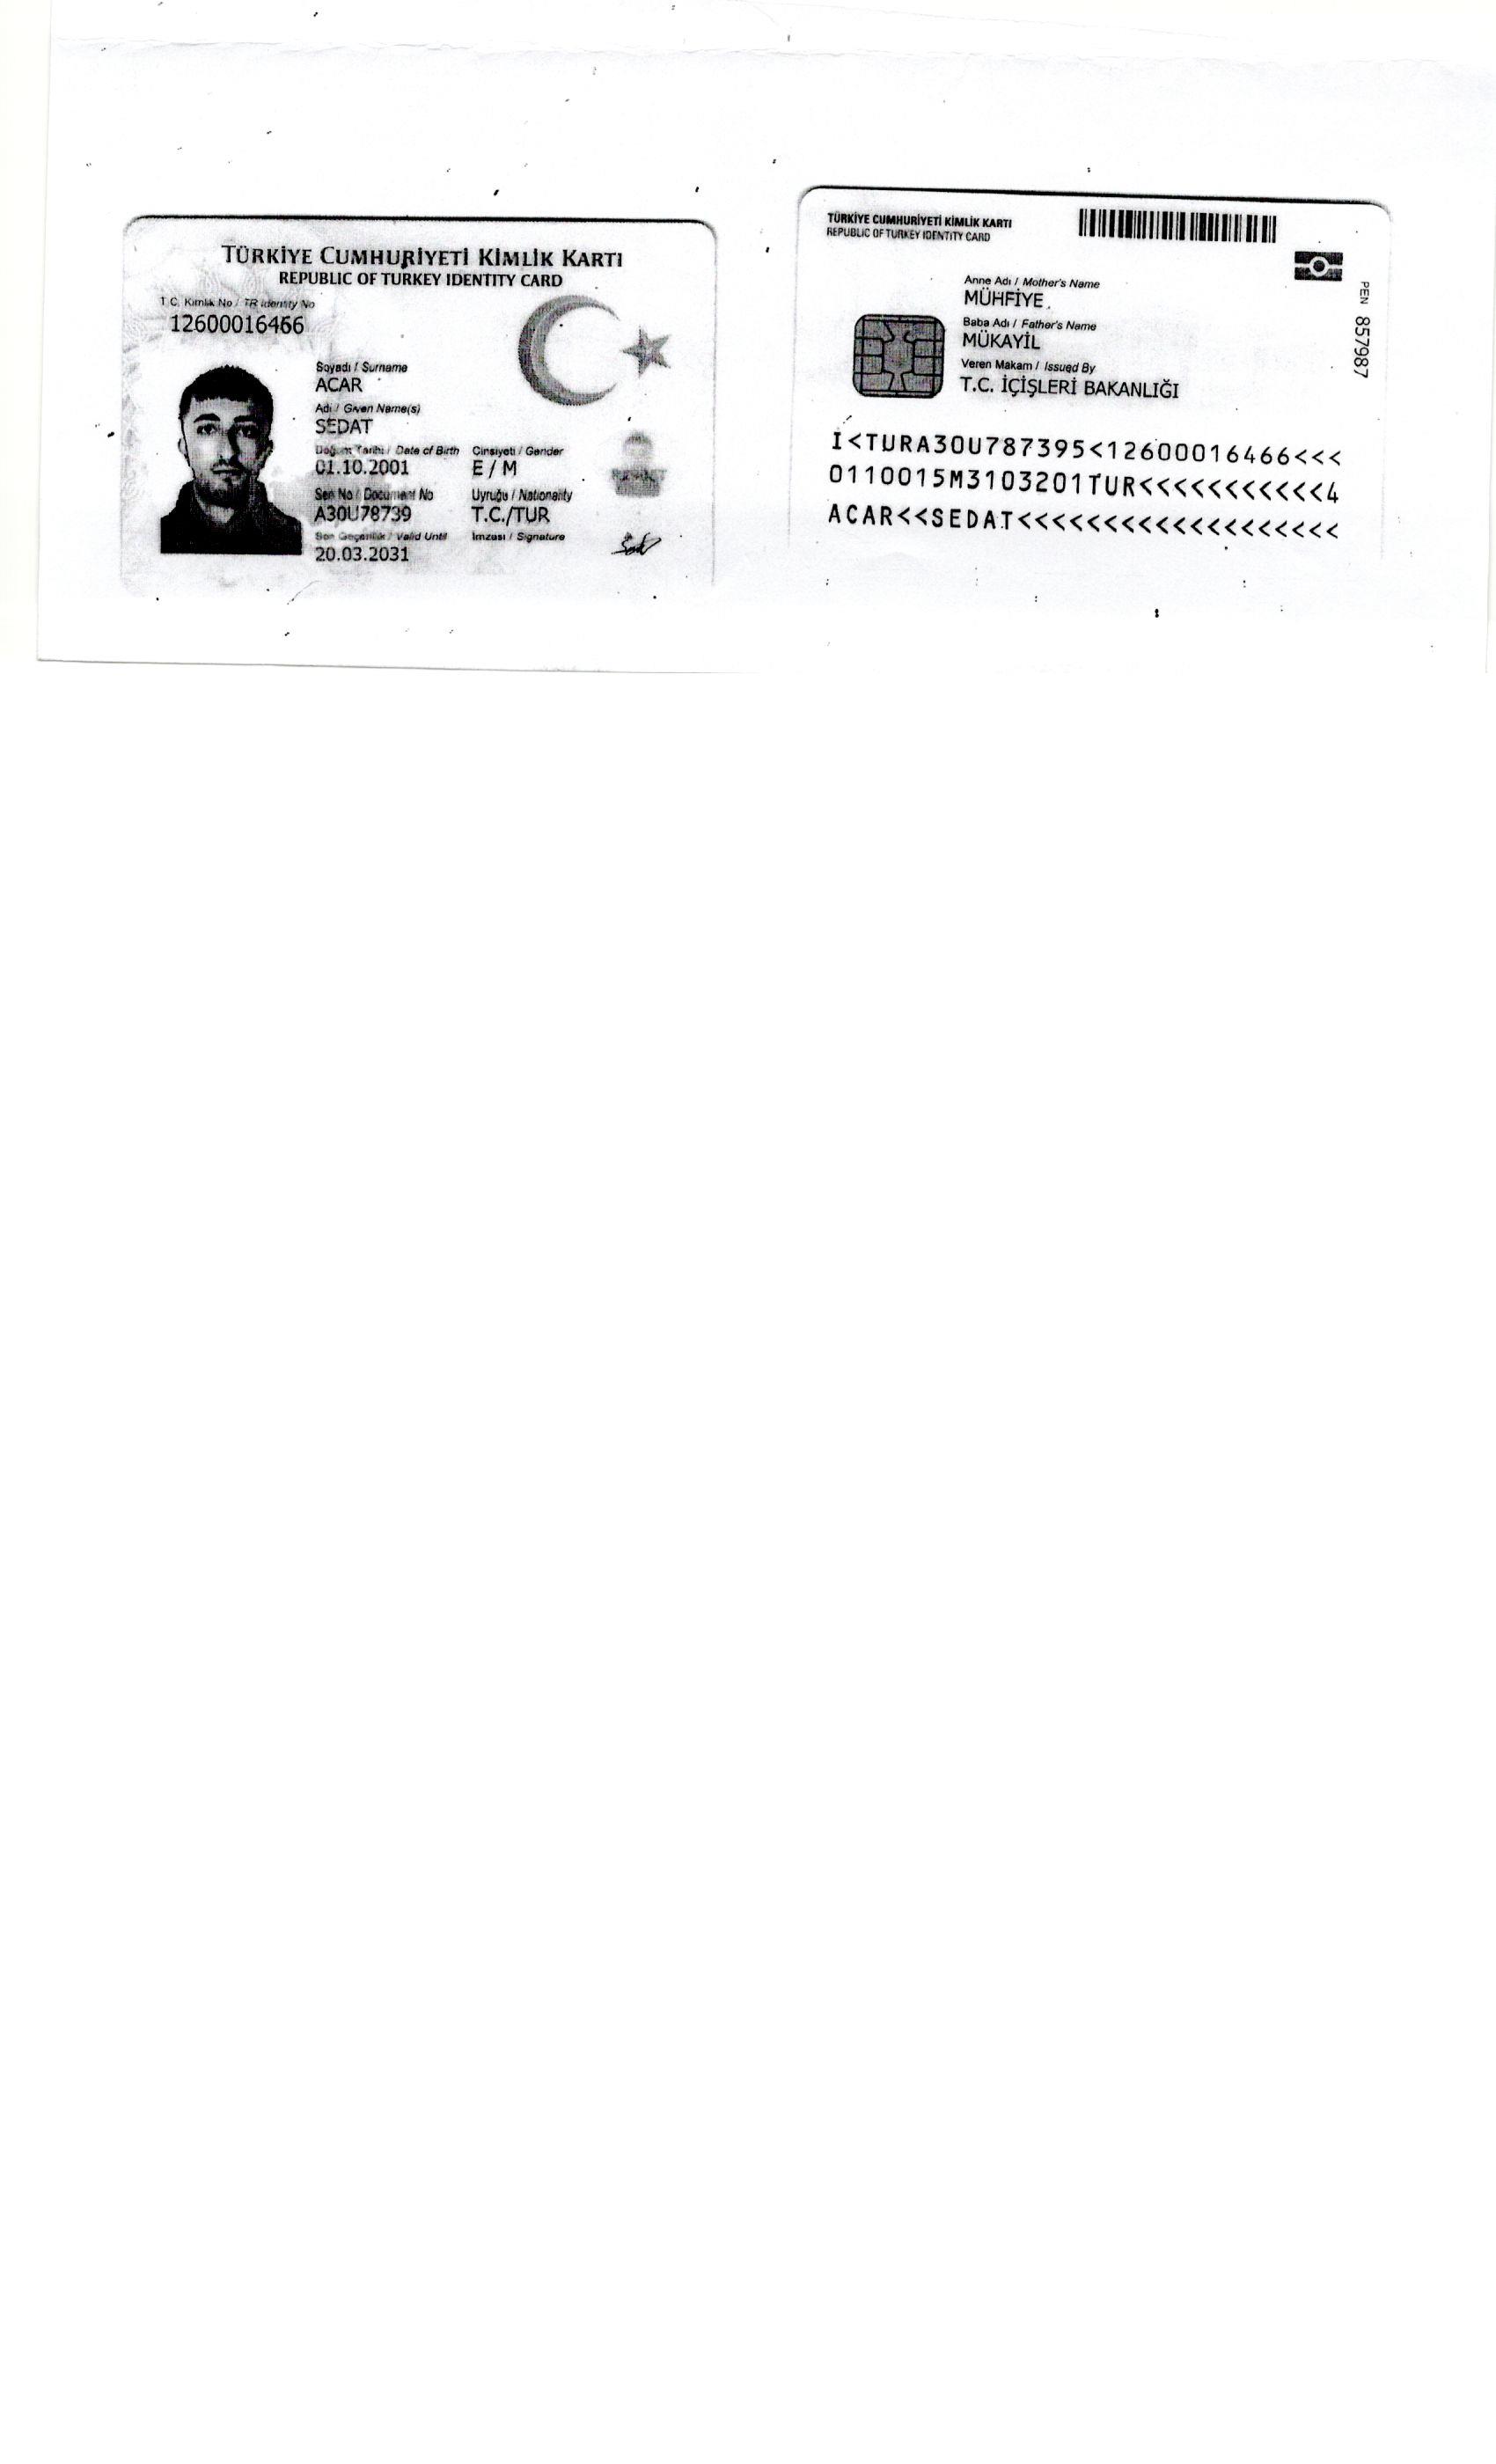 TÜRKİYE CUMHURİYETİ KİMLİK KARTI
REPUBLIC OF TURKEY IDENTITY CARD
T.C. Kimlik No / TR Identity No
12600016466
Soyadı / Surname
ACAR
Adı / Given Name(s)
SEDAT
Doğum Tarihi / Date of Birth Cinsiyeti / Gender
01.10.2001 E / M
Seri No / Document No Uyruğu / Nationality
A30U78739 T.C./TUR
Son Geçerlilik / Valid Until İmzası / Signature
20.03.2031
TÜRKİYE CUMHURİYETİ KİMLİK KARTI
REPUBLIC OF TURKEY IDENTITY CARD
Anne Adı / Mother's Name
MÜHFİYE
Baba Adı / Father's Name
MÜKAYİL
Veren Makam / Issued By
T.C. İÇİŞLERİ BAKANLIĞI
PEN 857987
I<TURA30U787395<12600016466<<<
0110015M3103201TUR<<<<<<<<<<<4
ACAR<<SEDAT<<<<<<<<<<<<<<<<<<<